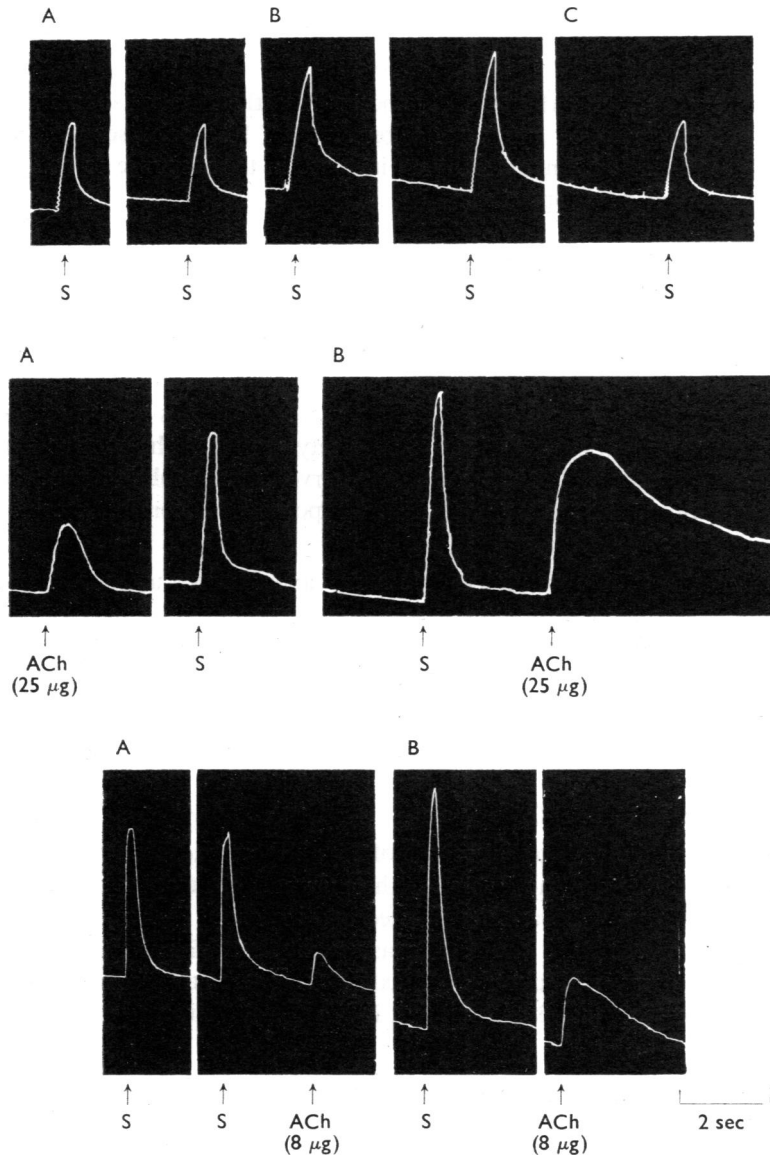 A B C
S S S S S
A B
ACh S S ACh
(25 μg) (25 μg)
A B
S S ACh S ACh 2 sec
(8 μg) (8 μg)